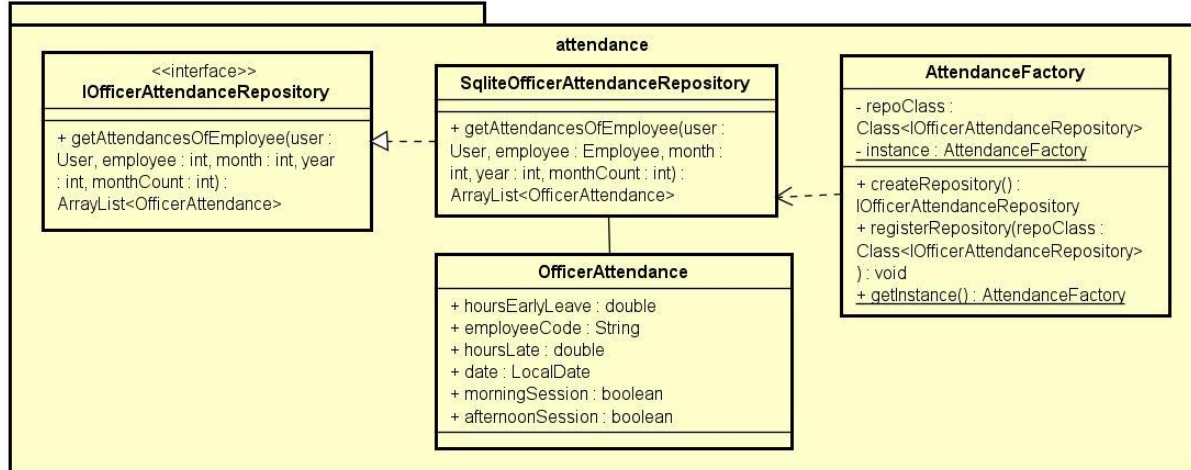 attendance
<<interface>>
IOfficerAttendanceRepository
+ getAttendancesOfEmployee(user :
User, employee : int, month : int, year
: int, monthCount : int) :
ArrayList<OfficerAttendance>
SqliteOfficerAttendanceRepository
+ getAttendancesOfEmployee(user :
User, employee : Employee, month :
int, year : int, monthCount : int) :
ArrayList<OfficerAttendance>
AttendanceFactory
- repoClass :
Class<IOfficerAttendanceRepository>
- instance : AttendanceFactory
+ createRepository() :
IOfficerAttendanceRepository
+ registerRepository(repoClass :
Class<IOfficerAttendanceRepository>
) : void
+ getInstance() : AttendanceFactory
OfficerAttendance
+ hoursEarlyLeave : double
+ employeeCode : String
+ hoursLate : double
+ date : LocalDate
+ morningSession : boolean
+ afternoonSession : boolean